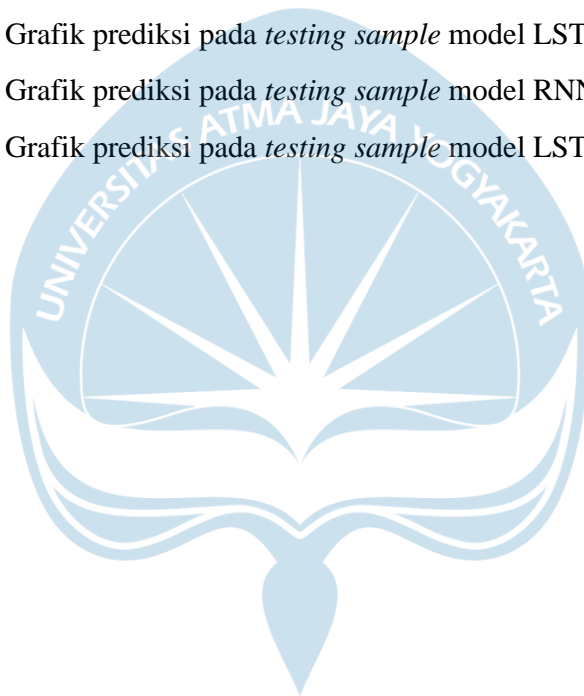 Grafik prediksi pada testing sample model LST
Grafik prediksi pada testing sample model RNN
Grafik prediksi pada testing sample model LST
UNIVERSITAS ATMA JAYA YOGYAKARTA